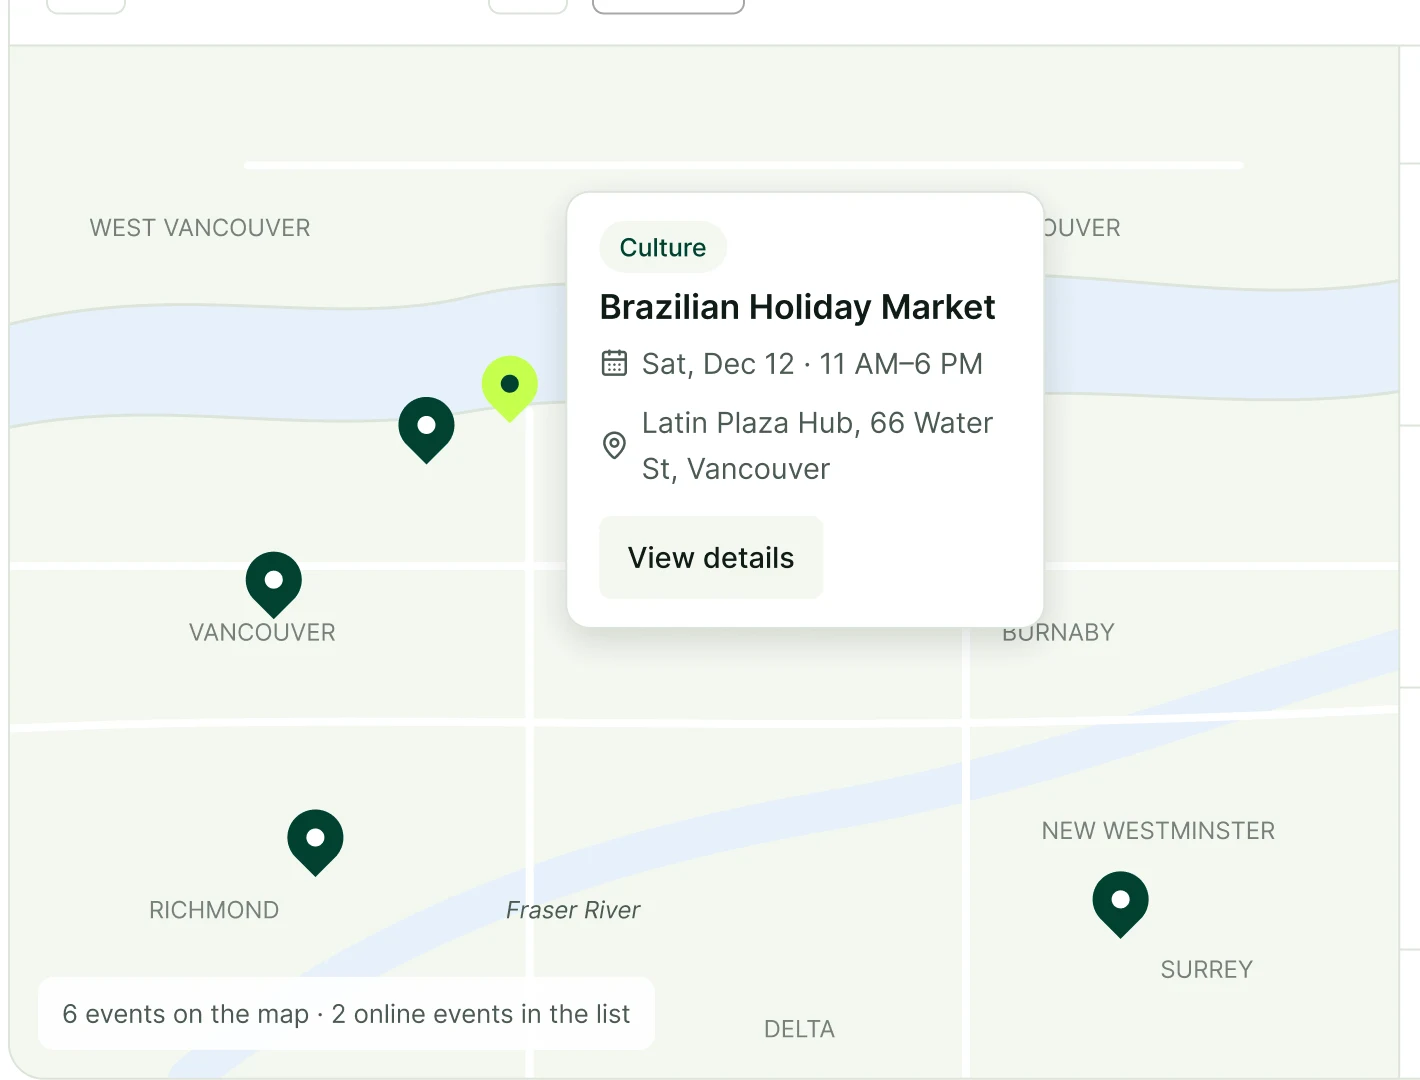 WEST VANCOUVER
OUVER
Culture
Brazilian Holiday Market
Sat, Dec 12 · 11 AM–6 PM
Latin Plaza Hub, 66 Water
St, Vancouver
View details
VANCOUVER
BURNABY
NEW WESTMINSTER
RICHMOND
Fraser River
SURREY
6 events on the map · 2 online events in the list
DELTA